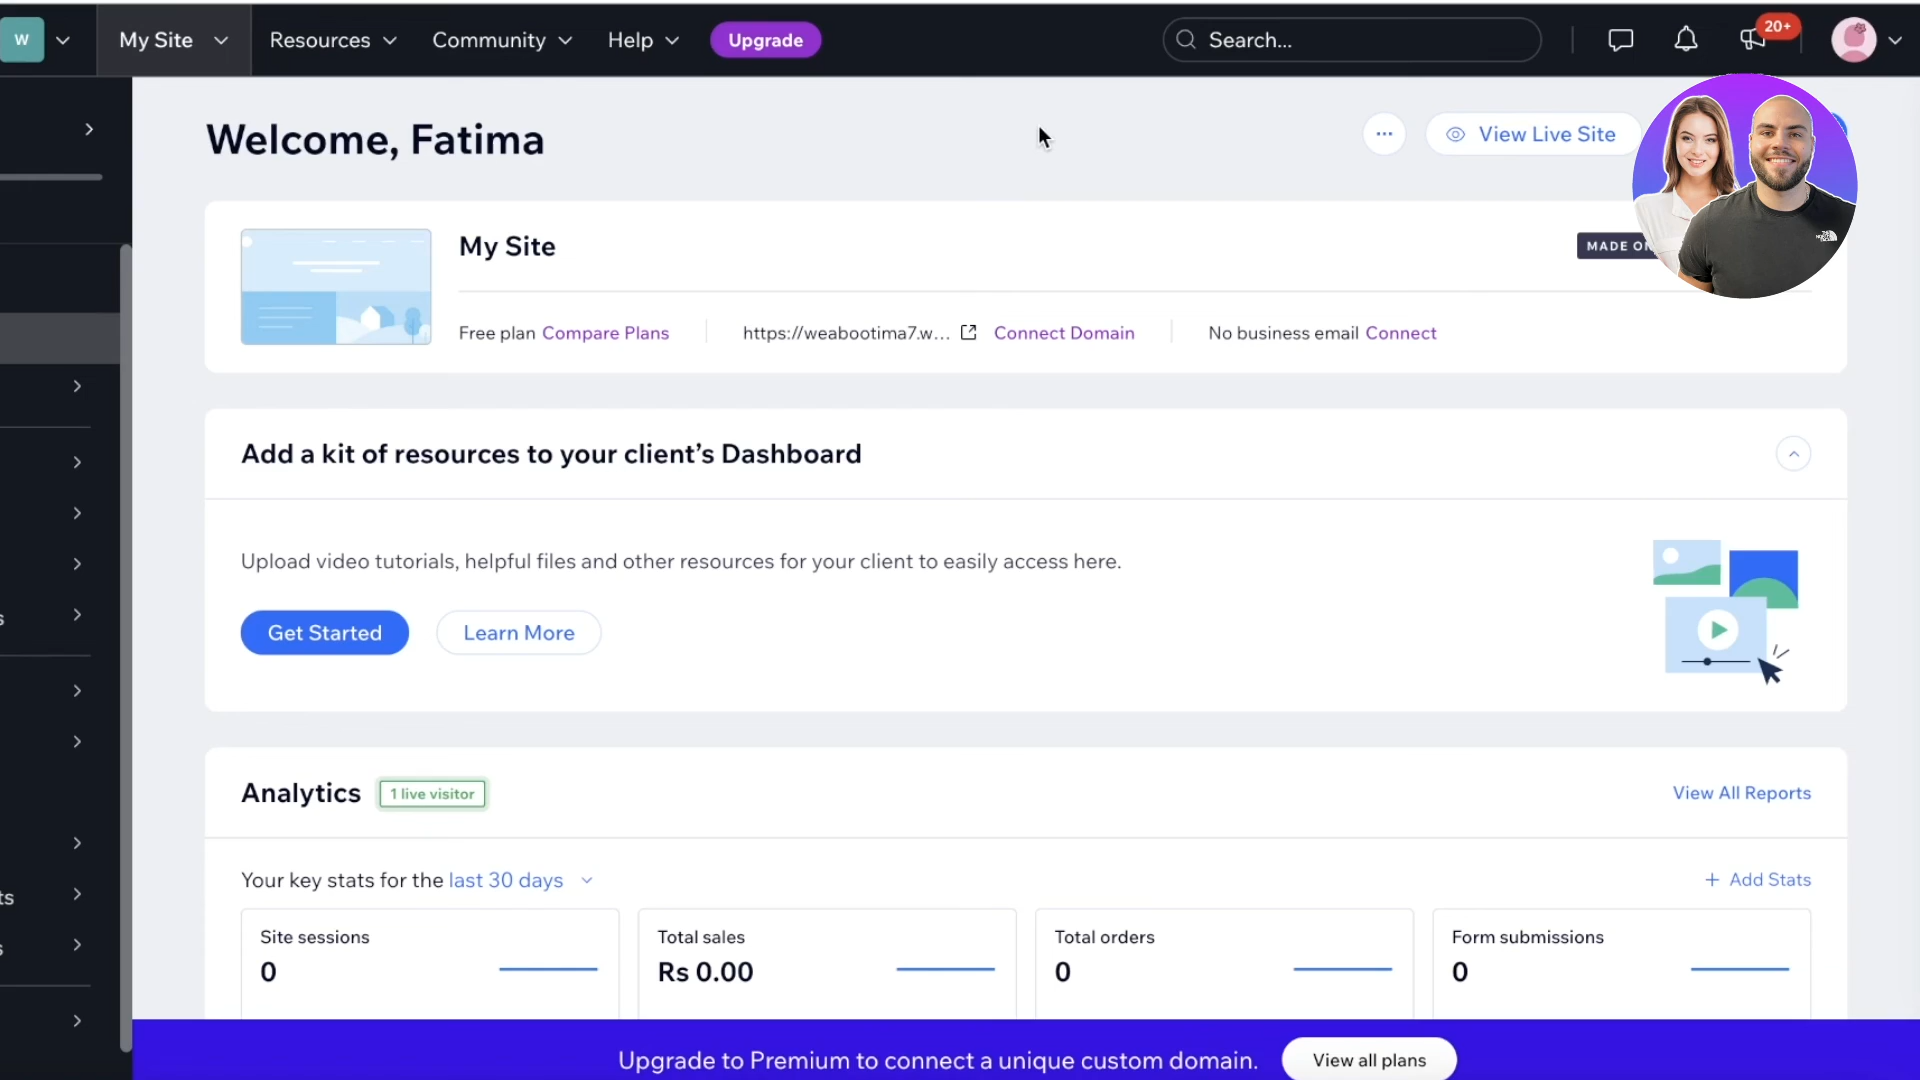 W My Site Resources Community Help Upgrade Search... 20+
Welcome, Fatima
... View Live Site
My Site
MADE ON
Free plan Compare Plans https://weabootima7.w... Connect Domain No business email Connect
Add a kit of resources to your client's Dashboard
Upload video tutorials, helpful files and other resources for your client to easily access here.
Get Started Learn More
Analytics 1 live visitor View All Reports
Your key stats for the last 30 days + Add Stats
Site sessions Total sales Total orders Form submissions
0 Rs 0.00 0 0
s
ts
s
Upgrade to Premium to connect a unique custom domain. View all plans